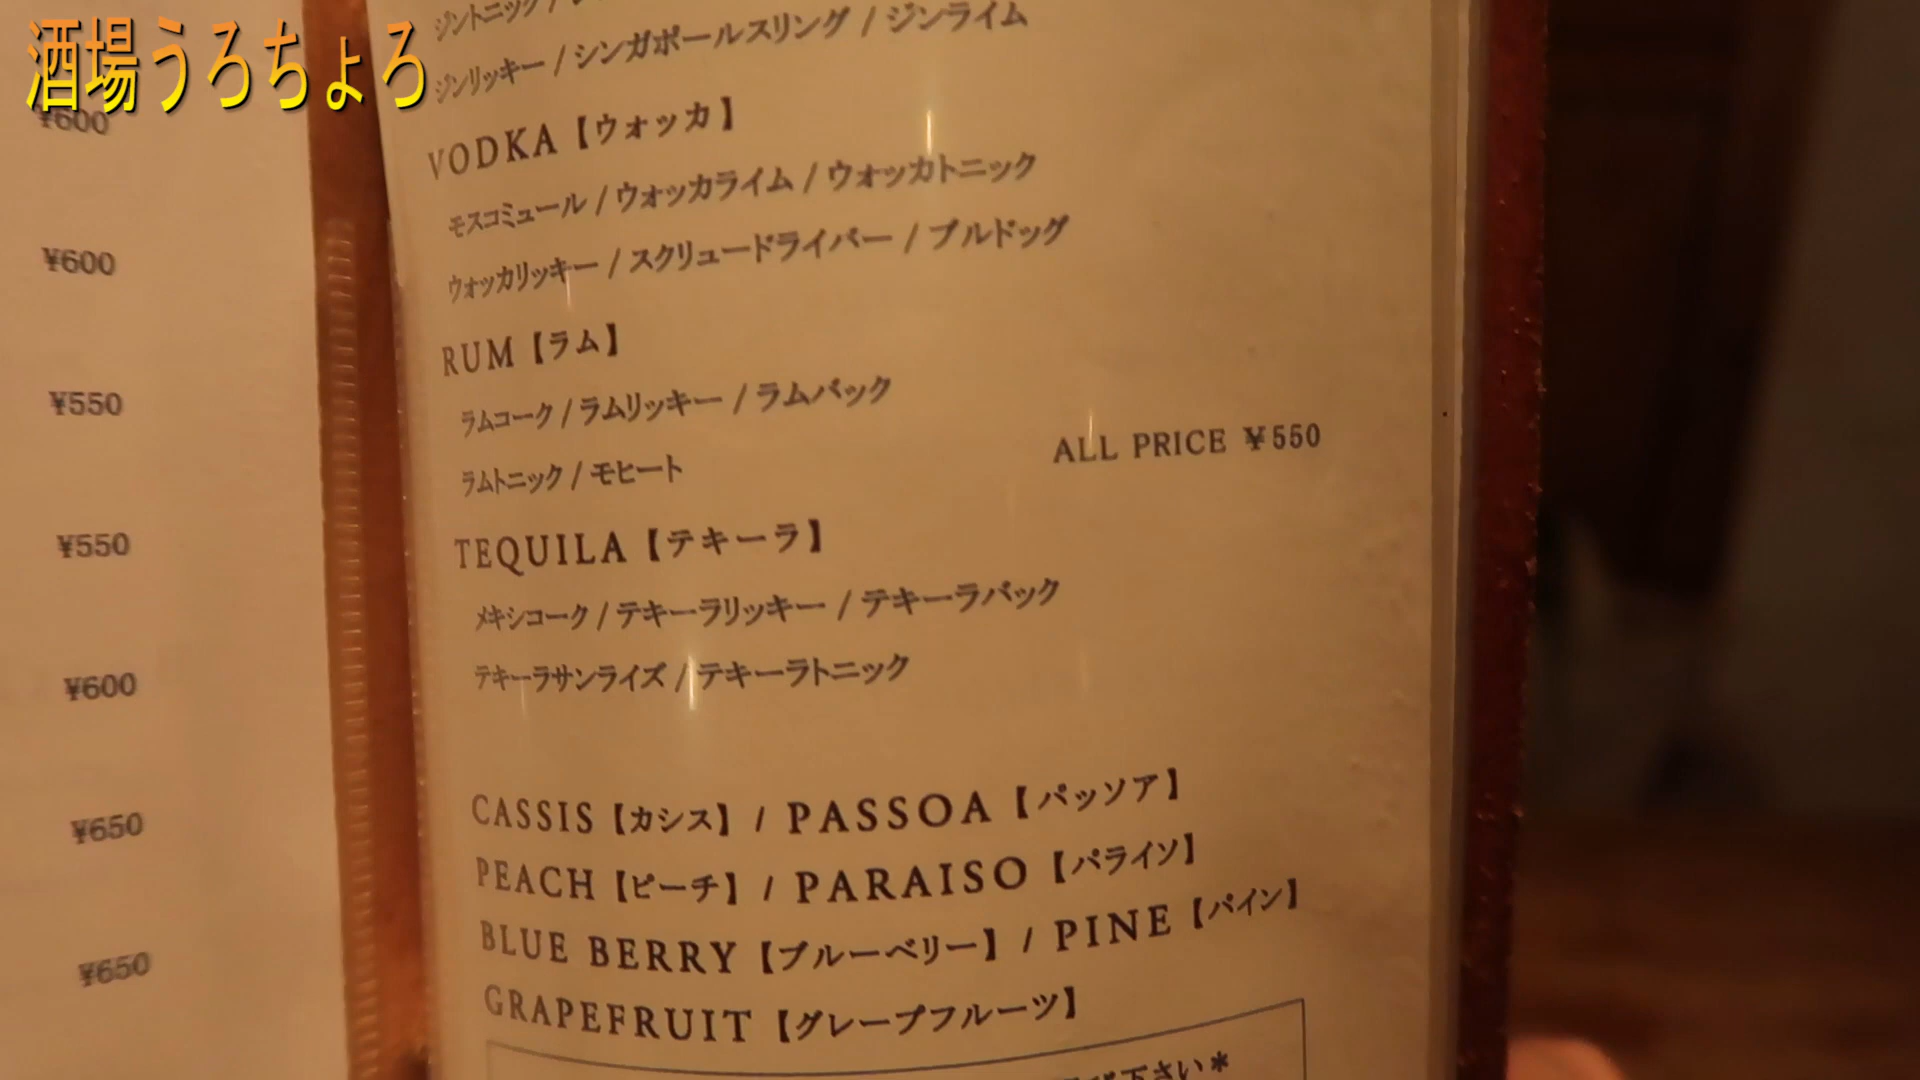 酒場うろちょろ
¥600
¥600
¥550
¥550
¥600
¥650
¥650
ジントニック /
ジンリッキー / シンガポールスリング / ジンライム
VODKA【ウォッカ】
モスコミュール / ウォッカライム / ウォッカトニック
ウォッカリッキー / スクリュードライバー / ブルドッグ
RUM【ラム】
ラムコーク / ラムリッキー / ラムバック
ラムトニック / モヒート
ALL PRICE ¥550
TEQUILA【テキーラ】
メキシコーク / テキーラリッキー / テキーラバック
テキーラサンライズ / テキーラトニック
CASSIS【カシス】 / PASSOA【パッソア】
PEACH【ピーチ】 / PARAISO【パライソ】
BLUE BERRY【ブルーベリー】 / PINE【パイン】
GRAPEFRUIT【グレープフルーツ】
下さい*